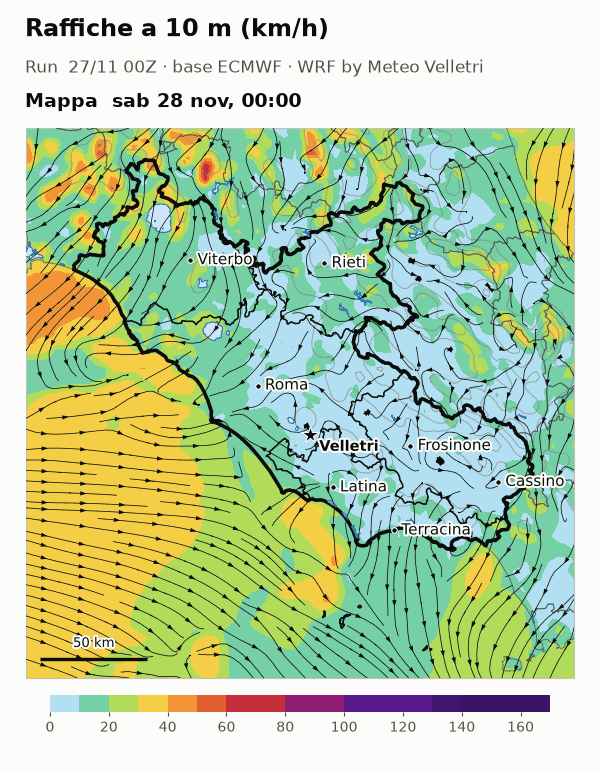 Raffiche a 10 m (km/h)
Run 27/11 00Z · base ECMWF · WRF by Meteo Velletri
Mappa sab 28 nov, 00:00
Viterbo
Rieti
Roma
Velletri
Frosinone
Latina
Cassino
Terracina
50 km
0 20 40 60 80 100 120 140 160